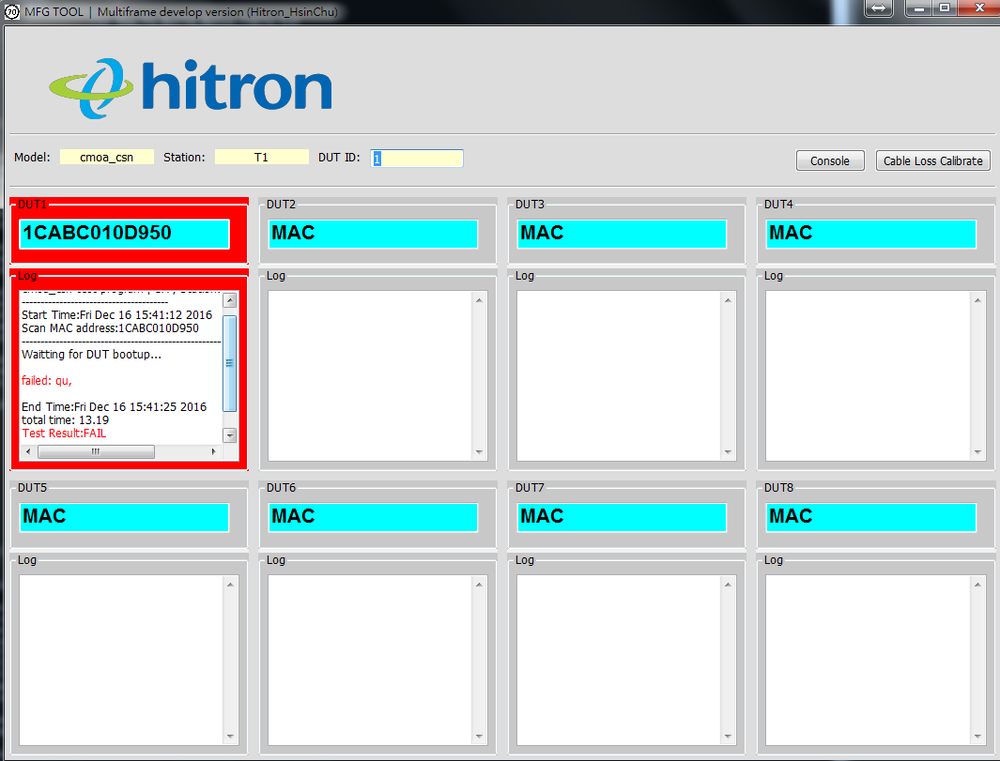 70 MFG TOOL | Multiframe develop version (Hitron_HsinChu)
hitron
Model: cmoa_csn Station: T1 DUT ID: 1 Console Cable Loss Calibrate
DUT1 DUT2 DUT3 DUT4
1CABC010D950 MAC MAC MAC
Log Log Log Log
------------------------------------
Start Time:Fri Dec 16 15:41:12 2016
Scan MAC address:1CABC010D950
--------------------------------------------------
Waitting for DUT bootup...
failed: qu,
End Time:Fri Dec 16 15:41:25 2016
total time: 13.19
Test Result:FAIL
DUT5 DUT6 DUT7 DUT8
MAC MAC MAC MAC
Log Log Log Log